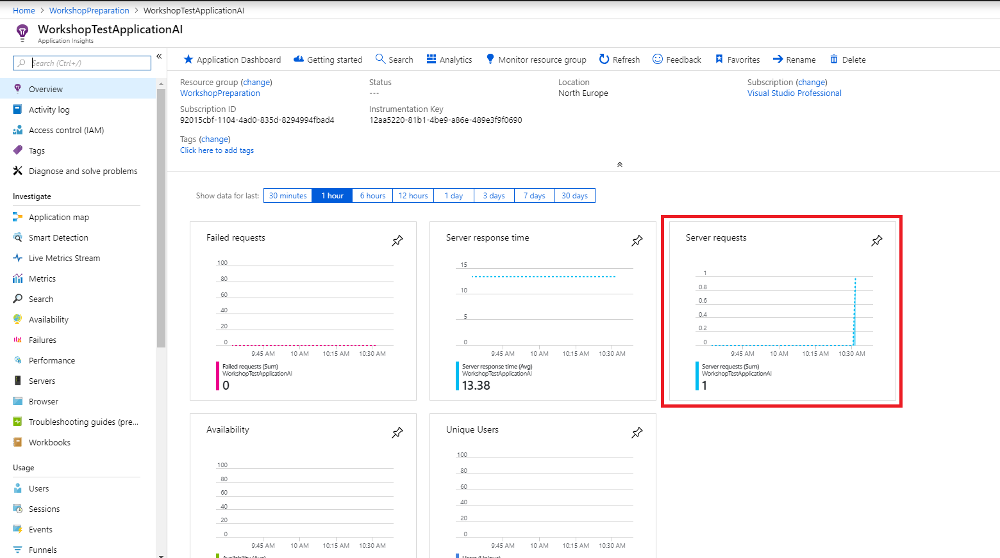 Home > WorkshopPreparation > WorkshopTestApplicationAI
WorkshopTestApplicationAI
Application Insights
Search (Ctrl+/)
Overview
Activity log
Access control (IAM)
Tags
Diagnose and solve problems
Investigate
Application map
Smart Detection
Live Metrics Stream
Metrics
Search
Availability
Failures
Performance
Servers
Browser
Troubleshooting guides (pre...
Workbooks
Usage
Users
Sessions
Events
Funnels
Application Dashboard Getting started Search Analytics Monitor resource group Refresh Feedback Favorites Rename Delete
Resource group (change)
WorkshopPreparation
Status
---
Location
North Europe
Subscription (change)
Visual Studio Professional
Subscription ID
92015cbf-1104-4ad0-835d-8294994fbad4
Instrumentation Key
12aa5220-81b1-4be9-a86e-489e3f9f0690
Tags (change)
Click here to add tags
Show data for last: 30 minutes 1 hour 6 hours 12 hours 1 day 3 days 7 days 30 days
Failed requests
100
80
60
40
20
0
9:45 AM 10 AM 10:15 AM 10:30 AM
Failed requests (Sum)
WorkshopTestApplicationAI
0
Server response time
15
10
5
0
9:45 AM 10 AM 10:15 AM 10:30 AM
Server response time (Avg)
WorkshopTestApplicationAI
13.38
Server requests
1
0.8
0.6
0.4
0.2
0
9:45 AM 10 AM 10:15 AM 10:30 AM
Server requests (Sum)
WorkshopTestApplicationAI
1
Availability
100
80
60
40
20
0
9:45 AM 10 AM 10:15 AM 10:30 AM
Availability (Avg)
Unique Users
100
80
60
40
20
0
9:45 AM 10 AM 10:15 AM 10:30 AM
Users (Unique)